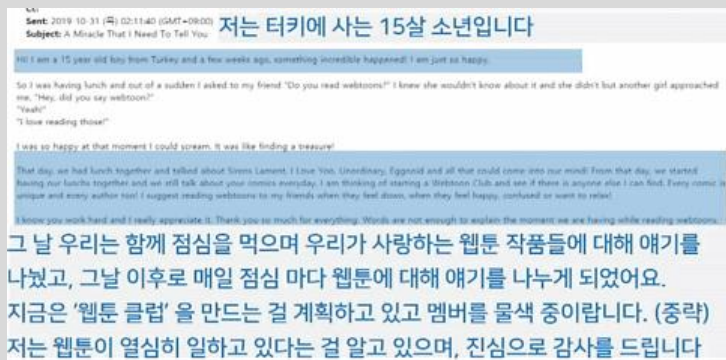 Sent: 2019-10-31 (목) 02:11:40 (GMT+09:00)
Subject: A Miracle That I Need To Tell You
저는 터키에 사는 15살 소년입니다
Hi! I am a 15 year old boy from Turkey and a few weeks ago, something incredible happened! I am just so happy.
So I was having lunch and out of a sudden I asked to my friend "Do you read webtoons?" I knew she wouldn't know about it and she didn't but another girl approached
me, "Hey, did you say webtoon?"
"Yeah!"
"I love reading those!"
I was so happy at that moment I could scream. It was like finding a treasure!
That day, we had lunch together and talked about Sirens Lament, I Love Yoo, Unordinary, Eggnoid and all that could come into our mind! From that day, we started
having our lunchs together and we still talk about your comics everyday. I am thinking of starting a Webtoon Club and see if there is anyone else I can find. Every comic is
unique and every author too! I suggest reading webtoons to my friends when they feel down, when they feel happy, confused or want to relax!
I know you work hard and I really appreciate it. Thank you so much for everything. Words are not enough to explain the moment we are having while reading webtoons.
그 날 우리는 함께 점심을 먹으며 우리가 사랑하는 웹툰 작품들에 대해 얘기를
나눴고, 그날 이후로 매일 점심 마다 웹툰에 대해 얘기를 나누게 되었어요.
지금은 '웹툰 클럽' 을 만드는 걸 계획하고 있고 멤버를 물색 중이랍니다. (중략)
저는 웹툰이 열심히 일하고 있다는 걸 알고 있으며, 진심으로 감사를 드립니다